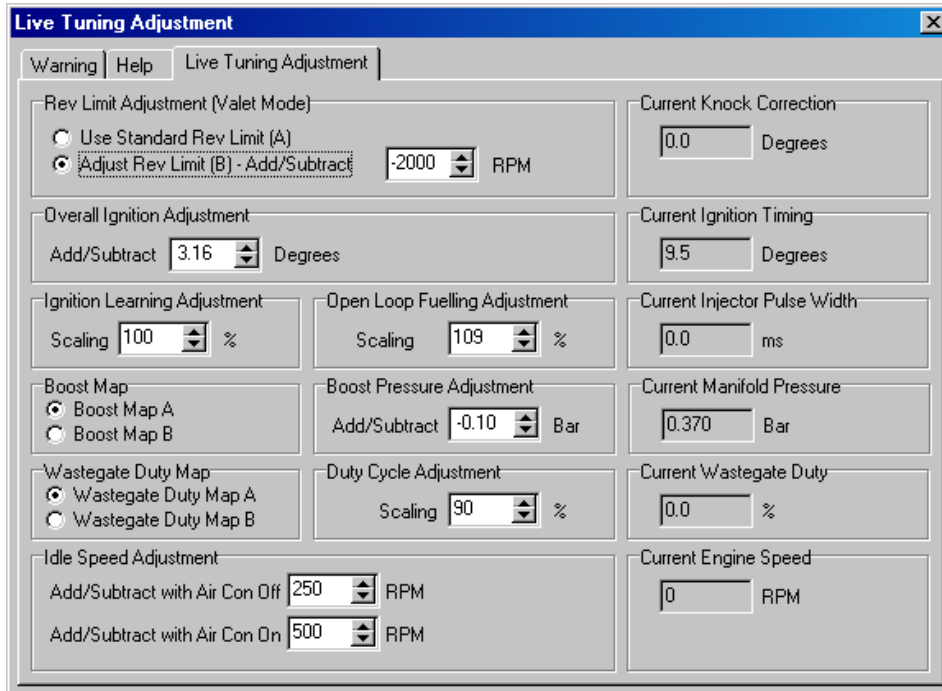 Live Tuning Adjustment
Warning Help Live Tuning Adjustment
Rev Limit Adjustment (Valet Mode)
Use Standard Rev Limit (A)
Adjust Rev Limit (B) - Add/Subtract -2000 RPM
Current Knock Correction
0.0 Degrees
Overall Ignition Adjustment
Add/Subtract 3.16 Degrees
Current Ignition Timing
9.5 Degrees
Ignition Learning Adjustment
Scaling 100 %
Open Loop Fuelling Adjustment
Scaling 109 %
Current Injector Pulse Width
0.0 ms
Boost Map
Boost Map A
Boost Map B
Boost Pressure Adjustment
Add/Subtract -0.10 Bar
Current Manifold Pressure
0.370 Bar
Wastegate Duty Map
Wastegate Duty Map A
Wastegate Duty Map B
Duty Cycle Adjustment
Scaling 90 %
Current Wastegate Duty
0.0 %
Idle Speed Adjustment
Add/Subtract with Air Con Off 250 RPM
Add/Subtract with Air Con On 500 RPM
Current Engine Speed
0 RPM